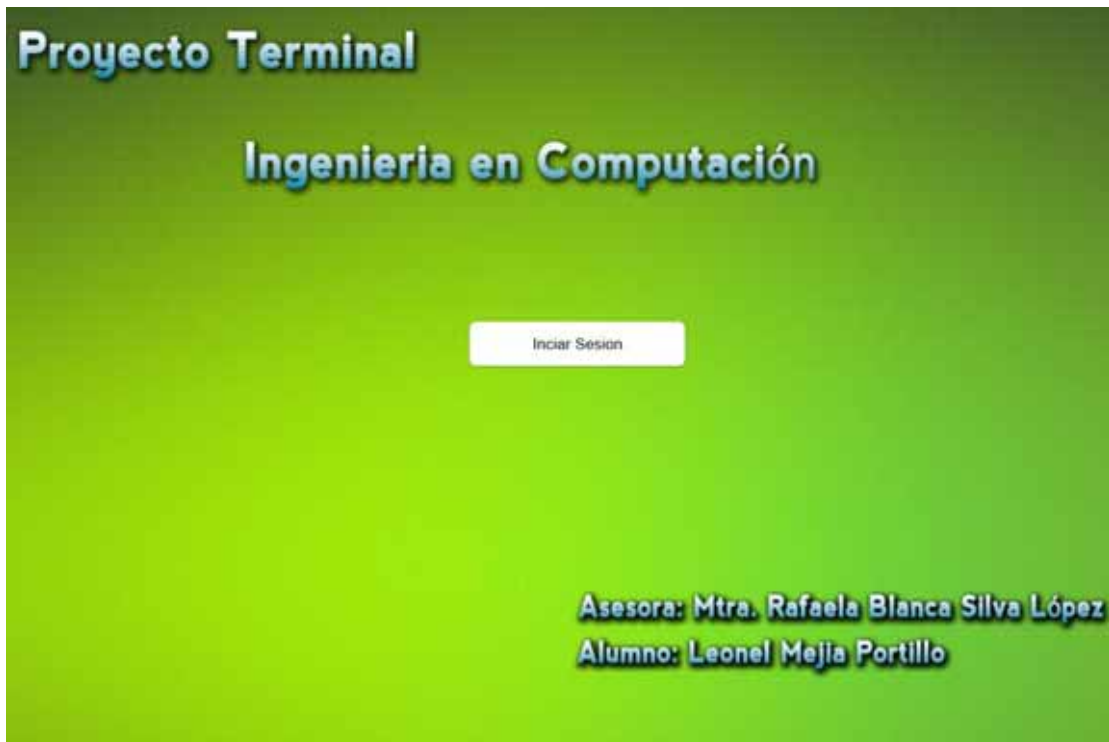 Proyecto Terminal
Ingenieria en Computación
Inciar Sesion
Asesora: Mtra. Rafaela Blanca Silva López
Alumno: Leonel Mejia Portillo